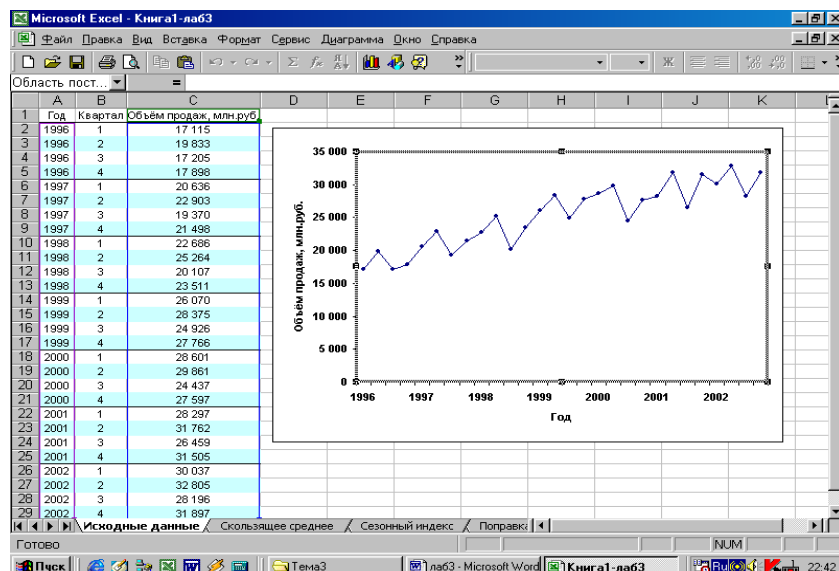 Microsoft Excel - Книга1-лаб3
Файл Правка Вид Вставка Формат Сервис Диаграмма Окно Справка
Область пост... =
A B C D E F G H I J K
1 Год Квартал Объём продаж, млн.руб.
2 1996 1 17 115
3 1996 2 19 833
4 1996 3 17 205
5 1996 4 17 898
6 1997 1 20 636
7 1997 2 22 903
8 1997 3 19 370
9 1997 4 21 498
10 1998 1 22 686
11 1998 2 25 264
12 1998 3 20 107
13 1998 4 23 511
14 1999 1 26 070
15 1999 2 28 375
16 1999 3 24 926
17 1999 4 27 766
18 2000 1 28 601
19 2000 2 29 861
20 2000 3 24 437
21 2000 4 27 597
22 2001 1 28 297
23 2001 2 31 762
24 2001 3 26 459
25 2001 4 31 505
26 2002 1 30 037
27 2002 2 32 805
28 2002 3 28 196
29 2002 4 31 897
Объём продаж, млн.руб.
35 000
30 000
25 000
20 000
15 000
10 000
5 000
0
1996 1997 1998 1999 2000 2001 2002
Год
Исходные данные Скользящее среднее Сезонный индекс Поправка
Готово NUM
Пуск Тема3 лаб3 - Microsoft Word Книга1-лаб3 Ru 22:42